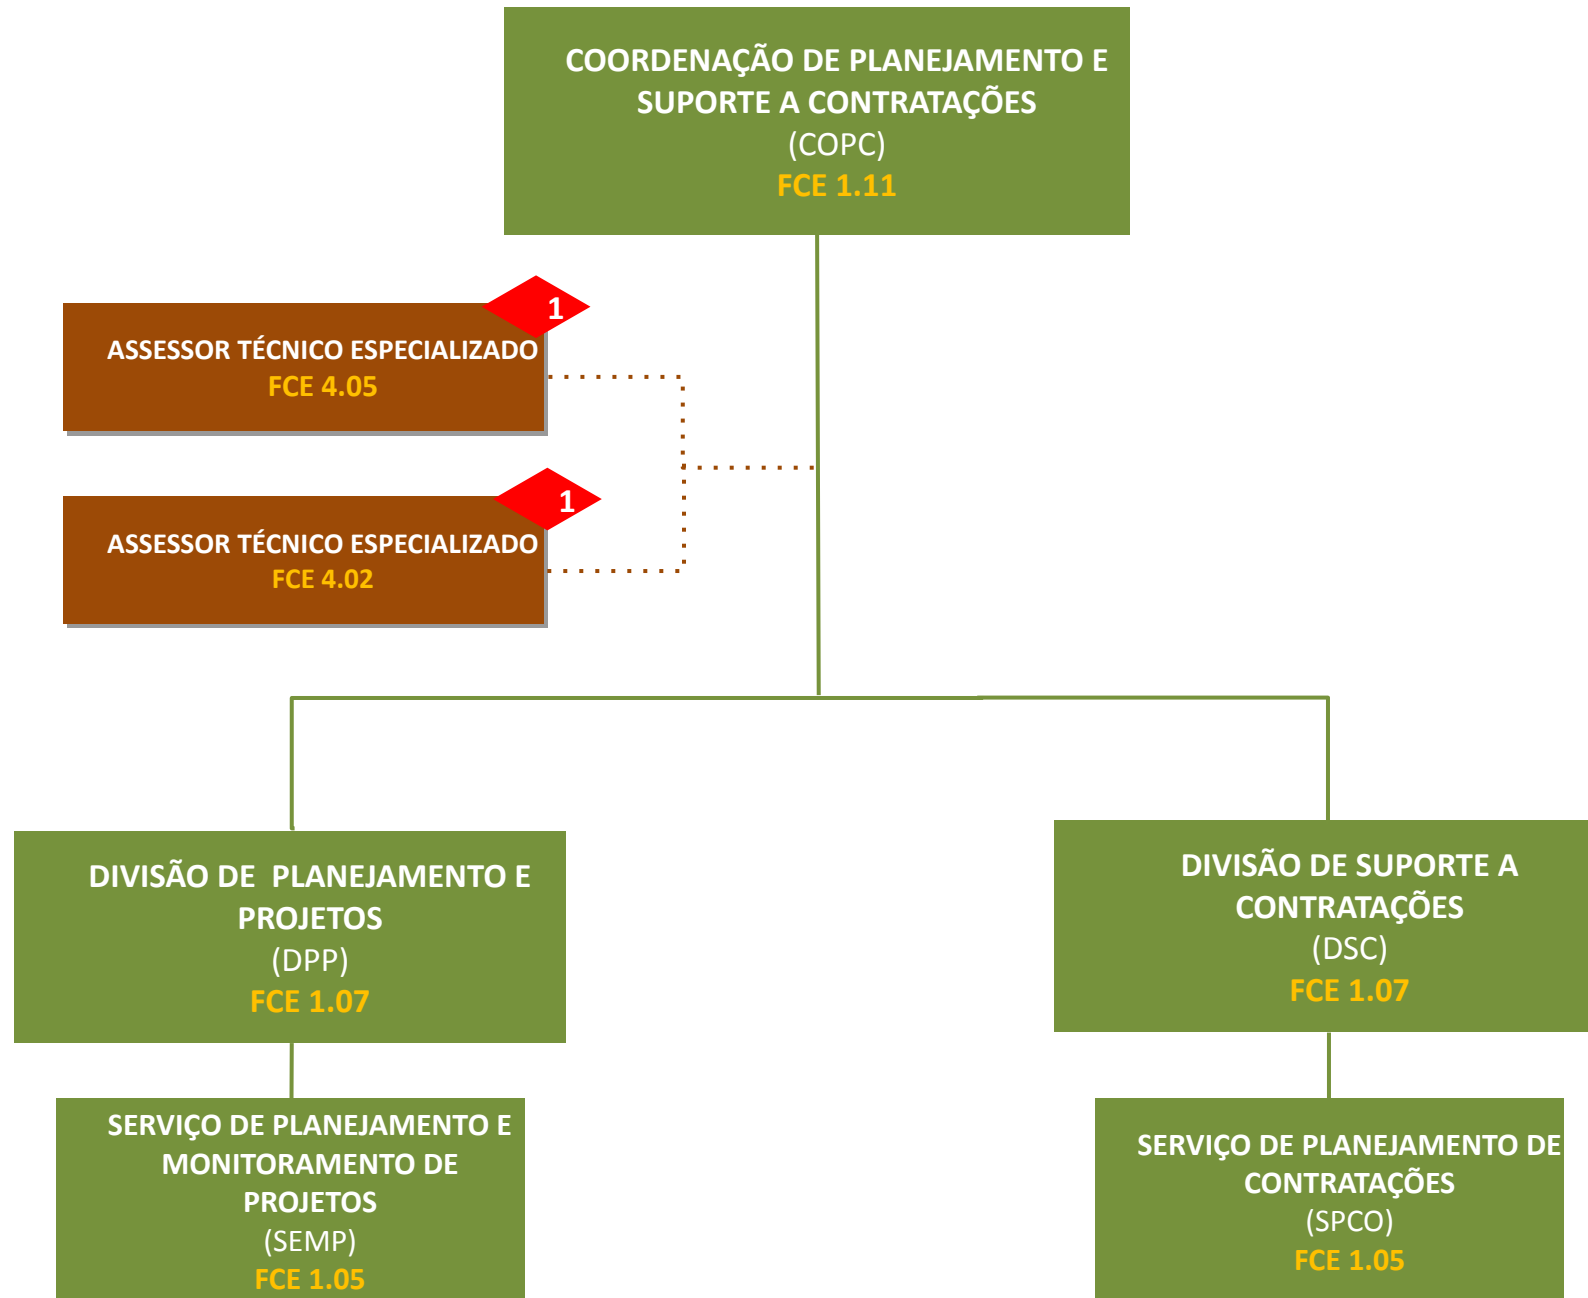 COORDENAÇÃO DE PLANEJAMENTO E
SUPORTE A CONTRATAÇÕES
(COPC)
FCE 1.11
1
ASSESSOR TÉCNICO ESPECIALIZADO
FCE 4.05
1
ASSESSOR TÉCNICO ESPECIALIZADO
FCE 4.02
DIVISÃO DE PLANEJAMENTO E
PROJETOS
(DPP)
FCE 1.07
DIVISÃO DE SUPORTE A
CONTRATAÇÕES
(DSC)
FCE 1.07
SERVIÇO DE PLANEJAMENTO E
MONITORAMENTO DE
PROJETOS
(SEMP)
FCE 1.05
SERVIÇO DE PLANEJAMENTO DE
CONTRATAÇÕES
(SPCO)
FCE 1.05